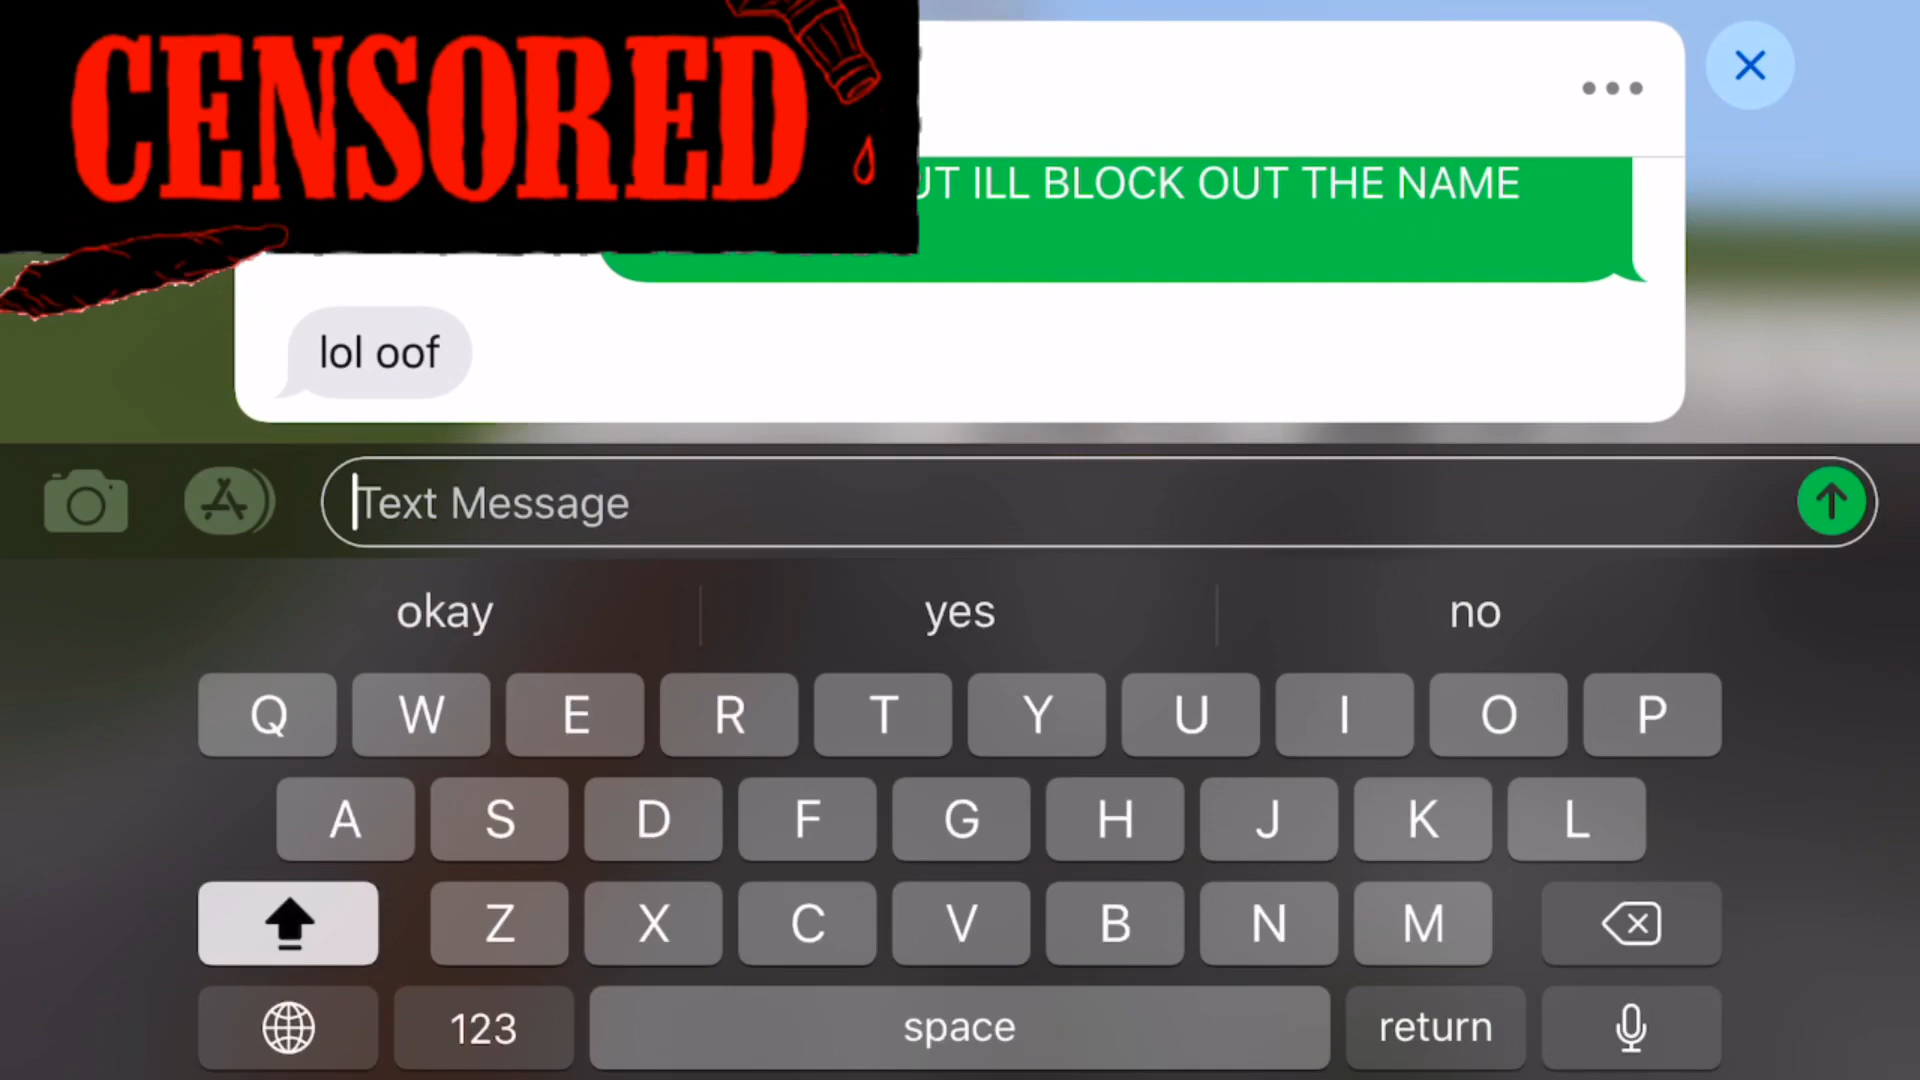 CENSORED
UT ILL BLOCK OUT THE NAME
lol oof
Text Message
okay yes no
Q W E R T Y U I O P
A S D F G H J K L
Z X C V B N M
123 space return